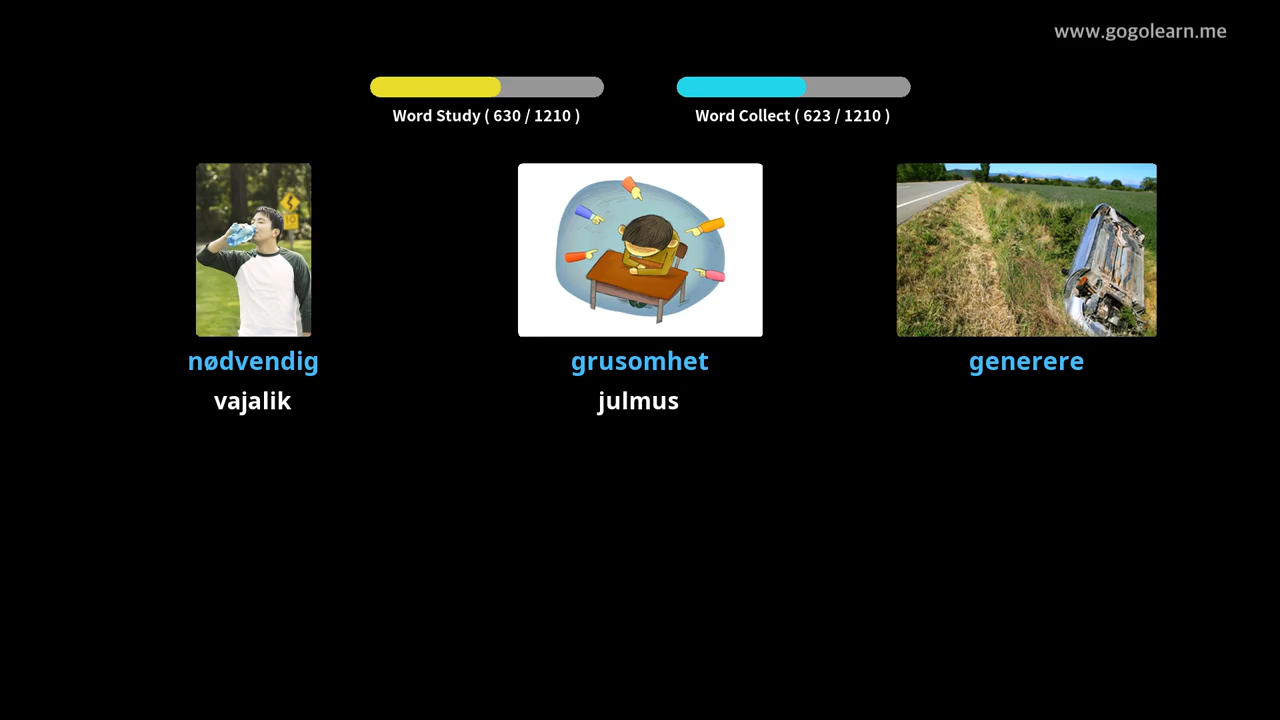 www.gogolearn.me
Word Study ( 630 / 1210 )
Word Collect ( 623 / 1210 )
nødvendig
vajalik
grusomhet
julmus
generere